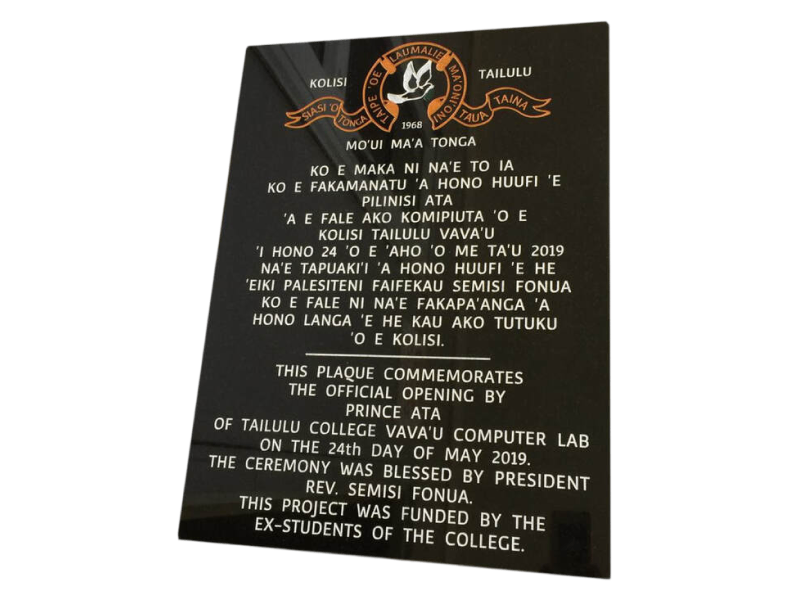 KOLISI TAILULU
TAIPE 'OE LAUMALIE MA'ONI'ONI
SIASI 'O TONGA TAUA TAINA
1968
MO'UI MA'A TONGA
KO E MAKA NI NA'E TO IA
KO E FAKAMANATU 'A HONO HUUFI 'E
PILINISI ATA
'A E FALE AKO KOMIPIUTA 'O E
KOLISI TAILULU VAVA'U
'I HONO 24 'O E 'AHO 'O ME TA'U 2019
NA'E TAPUAKI'I 'A HONO HUUFI 'E HE
'EIKI PALESITENI FAIFEKAU SEMISI FONUA
KO E FALE NI NA'E FAKAPA'ANGA 'A
HONO LANGA 'E HE KAU AKO TUTUKU
'O E KOLISI.
THIS PLAQUE COMMEMORATES
THE OFFICIAL OPENING BY
PRINCE ATA
OF TAILULU COLLEGE VAVA'U COMPUTER LAB
ON THE 24th DAY OF MAY 2019.
THE CEREMONY WAS BLESSED BY PRESIDENT
REV. SEMISI FONUA.
THIS PROJECT WAS FUNDED BY THE
EX-STUDENTS OF THE COLLEGE.